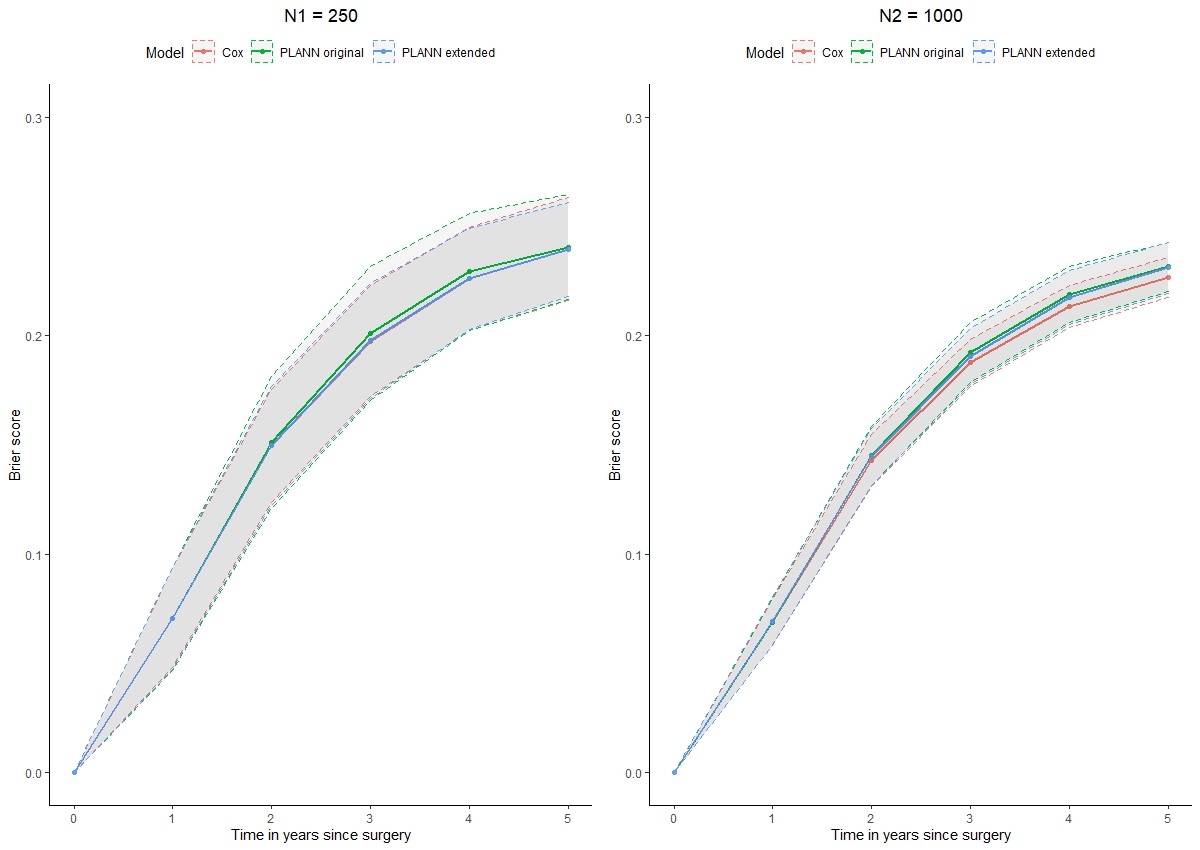 N1 = 250
Model Cox PLANN original PLANN extended
0.3
0.2
0.1
0.0
Brier score
0 1 2 3 4 5
Time in years since surgery
N2 = 1000
Model Cox PLANN original PLANN extended
0.3
0.2
0.1
0.0
Brier score
0 1 2 3 4 5
Time in years since surgery